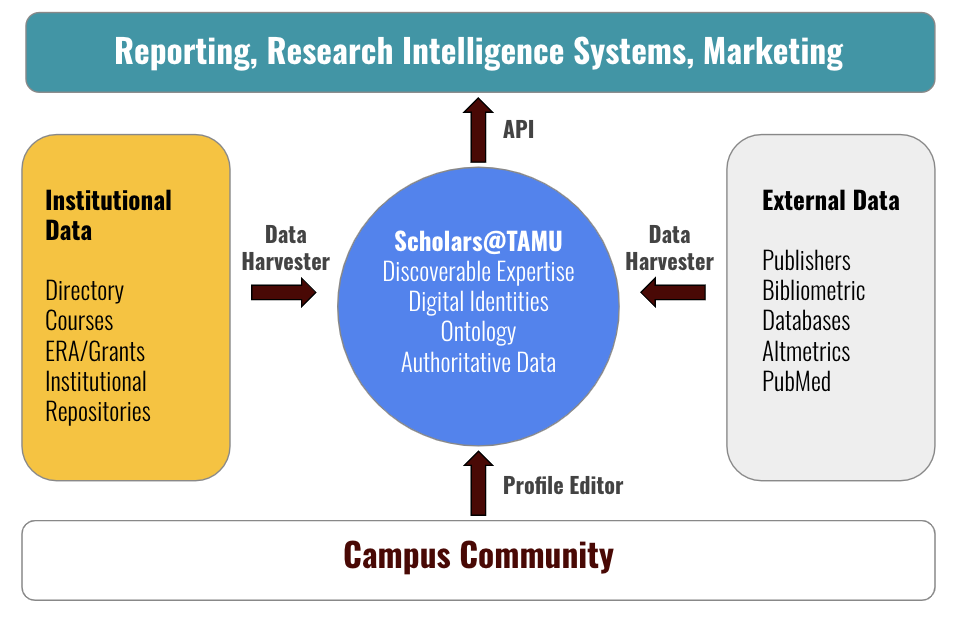 Reporting, Research Intelligence Systems, Marketing
API
Institutional
Data
Directory
Courses
ERA/Grants
Institutional
Repositories
Data
Harvester
Scholars@TAMU
Discoverable Expertise
Digital Identities
Ontology
Authoritative Data
Data
Harvester
External Data
Publishers
Bibliometric
Databases
Altmetrics
PubMed
Profile Editor
Campus Community